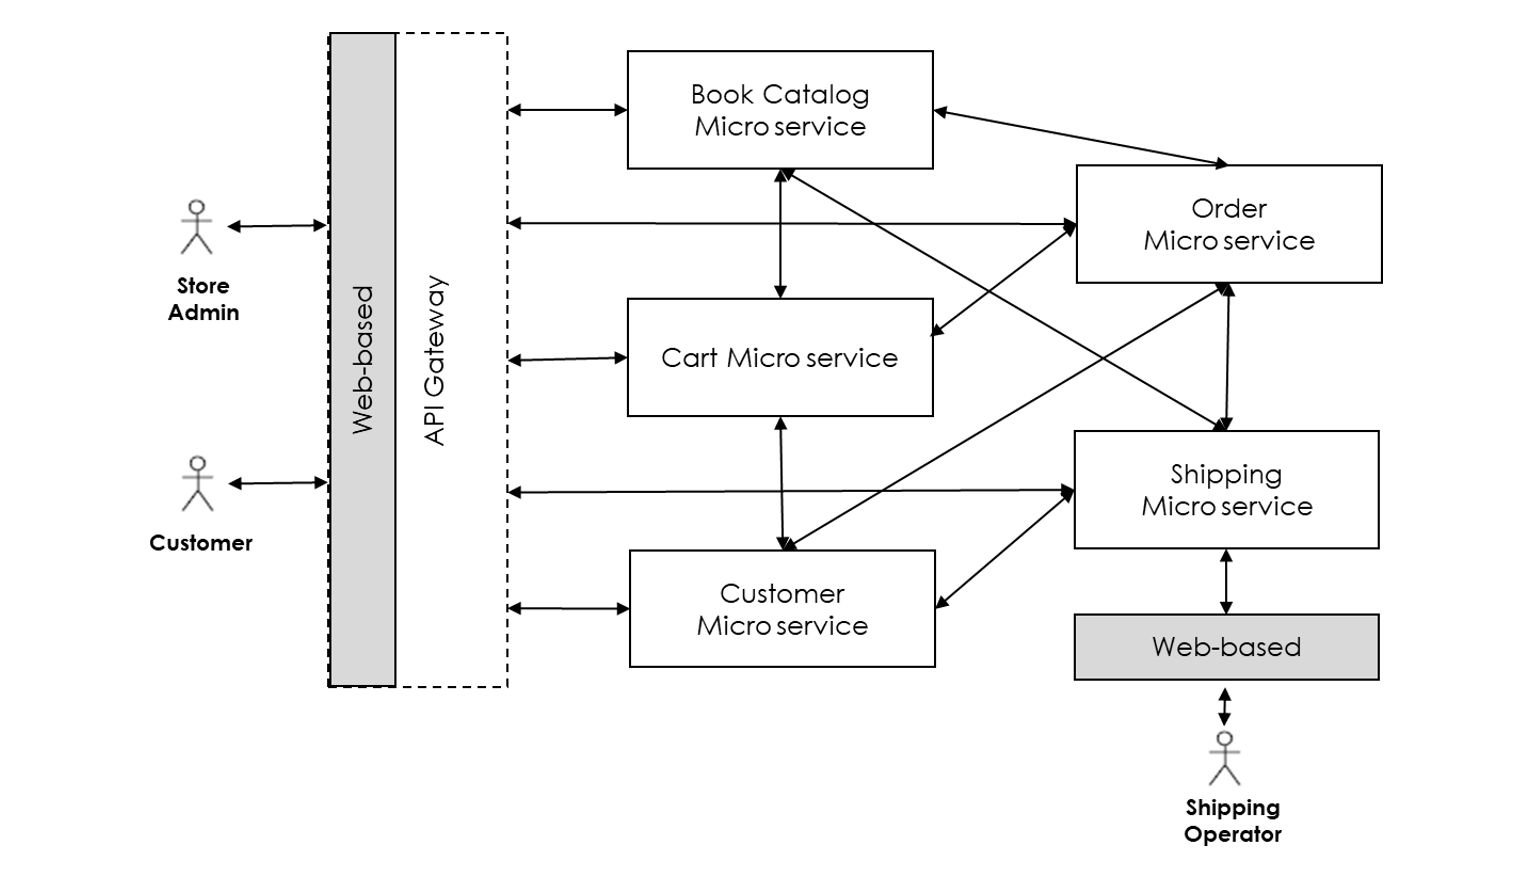 Book Catalog
Micro service
Order
Micro service
Store
Admin
Web-based
API Gateway
Cart Micro service
Shipping
Micro service
Customer
Customer
Micro service
Web-based
Shipping
Operator